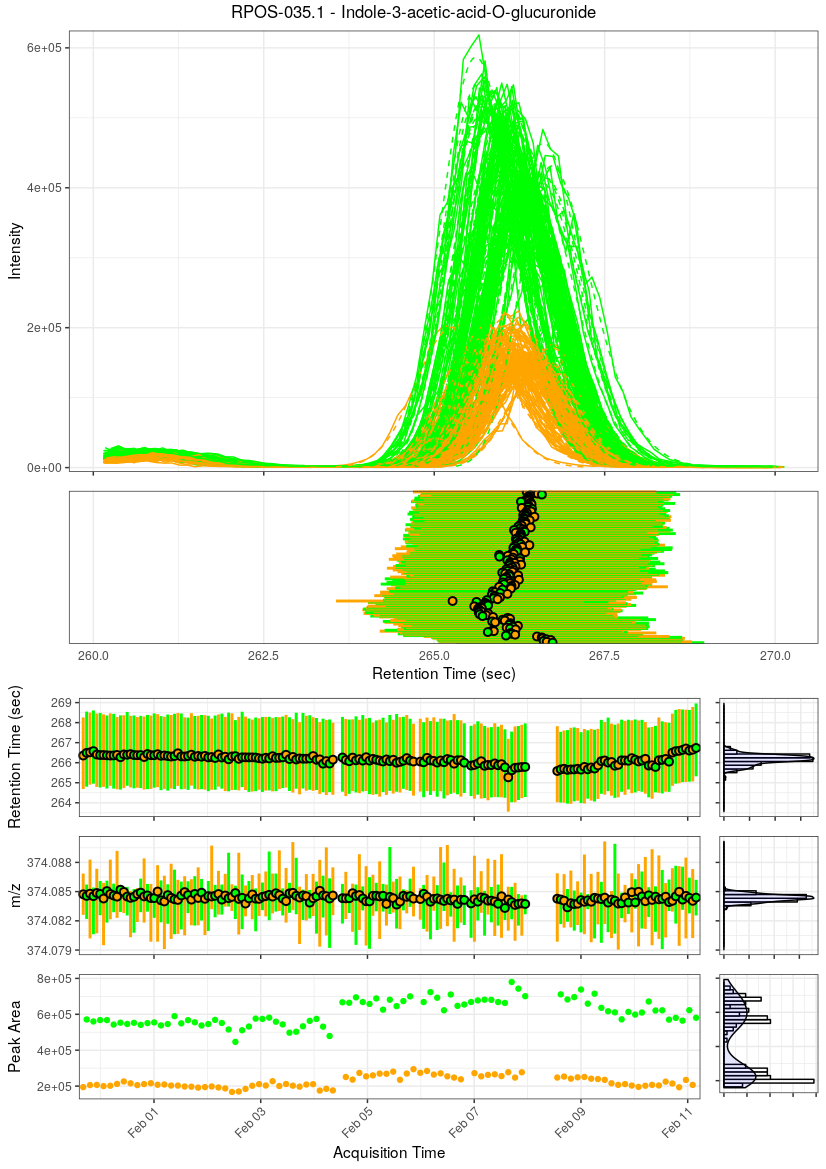 RPOS-035.1 - Indole-3-acetic-acid-O-glucuronide
6e+05
4e+05
2e+05
0e+00
Intensity
260.0 262.5 265.0 267.5 270.0
Retention Time (sec)
269
268
267
266
265
264
Retention Time (sec)
374.088
374.085
374.082
374.079
m/z
8e+05
6e+05
4e+05
2e+05
Peak Area
Feb 01 Feb 03 Feb 05 Feb 07 Feb 09 Feb 11
Acquisition Time